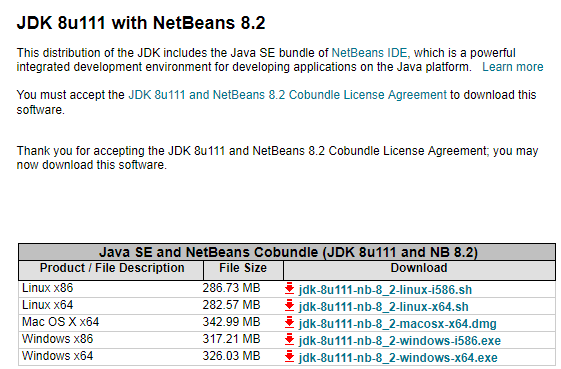 JDK 8u111 with NetBeans 8.2
This distribution of the JDK includes the Java SE bundle of NetBeans IDE, which is a powerful
integrated development environment for developing applications on the Java platform. Learn more
You must accept the JDK 8u111 and NetBeans 8.2 Cobundle License Agreement to download this
software.
Thank you for accepting the JDK 8u111 and NetBeans 8.2 Cobundle License Agreement; you may
now download this software.
Java SE and NetBeans Cobundle (JDK 8u111 and NB 8.2)
Product / File Description File Size Download
Linux x86 286.73 MB jdk-8u111-nb-8_2-linux-i586.sh
Linux x64 282.57 MB jdk-8u111-nb-8_2-linux-x64.sh
Mac OS X x64 342.99 MB jdk-8u111-nb-8_2-macosx-x64.dmg
Windows x86 317.21 MB jdk-8u111-nb-8_2-windows-i586.exe
Windows x64 326.03 MB jdk-8u111-nb-8_2-windows-x64.exe